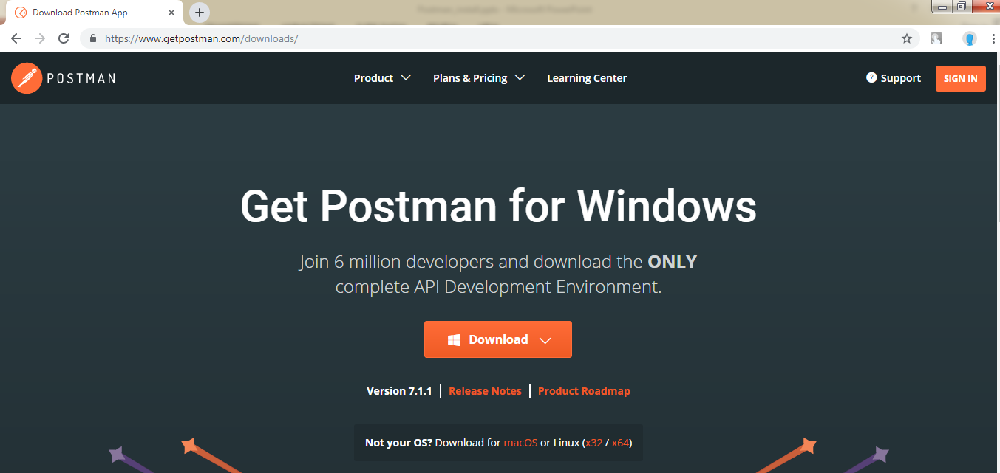 Download Postman App
https://www.getpostman.com/downloads/
POSTMAN
Product
Plans & Pricing
Learning Center
? Support
SIGN IN
Get Postman for Windows
Join 6 million developers and download the ONLY
complete API Development Environment.
Download
Version 7.1.1 | Release Notes | Product Roadmap
Not your OS? Download for macOS or Linux (x32 / x64)